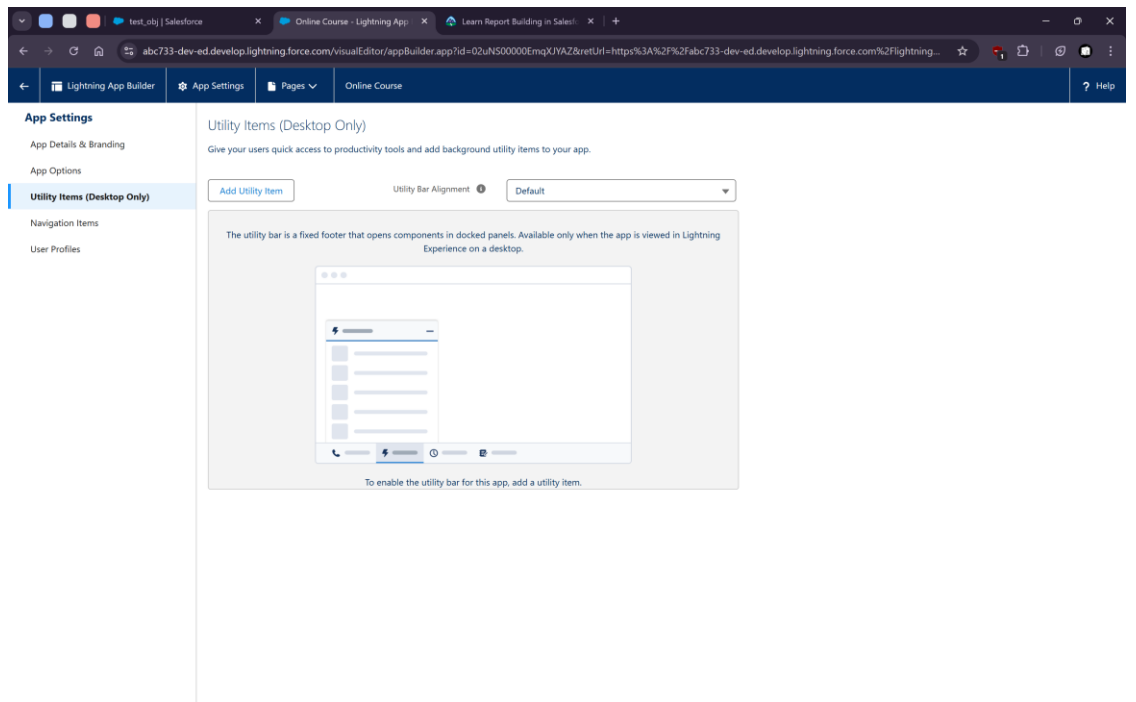 test_obj | Salesforce
Online Course - Lightning App
Learn Report Building in Salesfo
abc733-dev-ed.develop.lightning.force.com/visualEditor/appBuilder.app?id=02uNS00000EmqXJYAZ&retUrl=https%3A%2F%2Fabc733-dev-ed.develop.lightning.force.com%2Flightning...
1
Lightning App Builder
App Settings
Pages
Online Course
? Help
App Settings
App Details & Branding
App Options
Utility Items (Desktop Only)
Navigation Items
User Profiles
Utility Items (Desktop Only)
Give your users quick access to productivity tools and add background utility items to your app.
Add Utility Item
Utility Bar Alignment
Default
The utility bar is a fixed footer that opens components in docked panels. Available only when the app is viewed in Lightning
Experience on a desktop.
To enable the utility bar for this app, add a utility item.